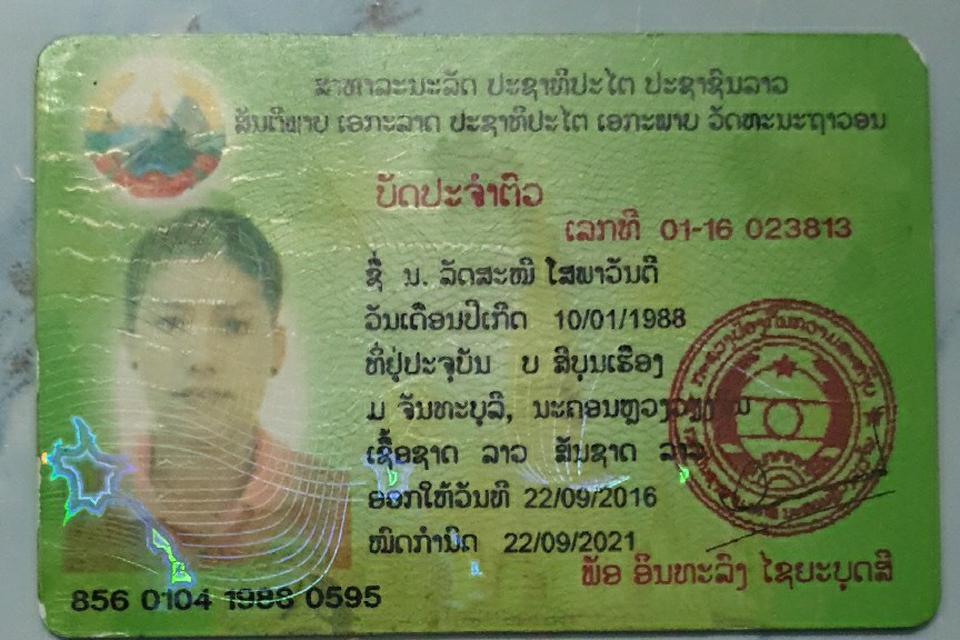 ສາທາລະນະລັດ ປະຊາທິປະໄຕ ປະຊາຊົນລາວ
ສັນຕິພາບ ເອກະລາດ ປະຊາທິປະໄຕ ເອກະພາບ ວັດທະນະຖາວອນ
ບັດປະຈຳຕົວ
ເລກທີ 01-16 023813
ຊື່ ນ. ລັດສະໝີ ໂສພາວັນດີ
ວັນເດືອນປີເກີດ 10/01/1988
ທີ່ຢູ່ປະຈຸບັນ ບ ສີບຸນເຮືອງ
ມ ຈັນທະບູລີ, ນະຄອນຫຼວງວຽງຈັນ
ເຊື້ອຊາດ ລາວ ສັນຊາດ ລາວ
ອອກໃຫ້ວັນທີ 22/09/2016
ໝົດກຳນົດ 22/09/2021
ພັອ ອິນທະລົງ ໄຊຍະບຸດສີ
856 0104 1988 0595